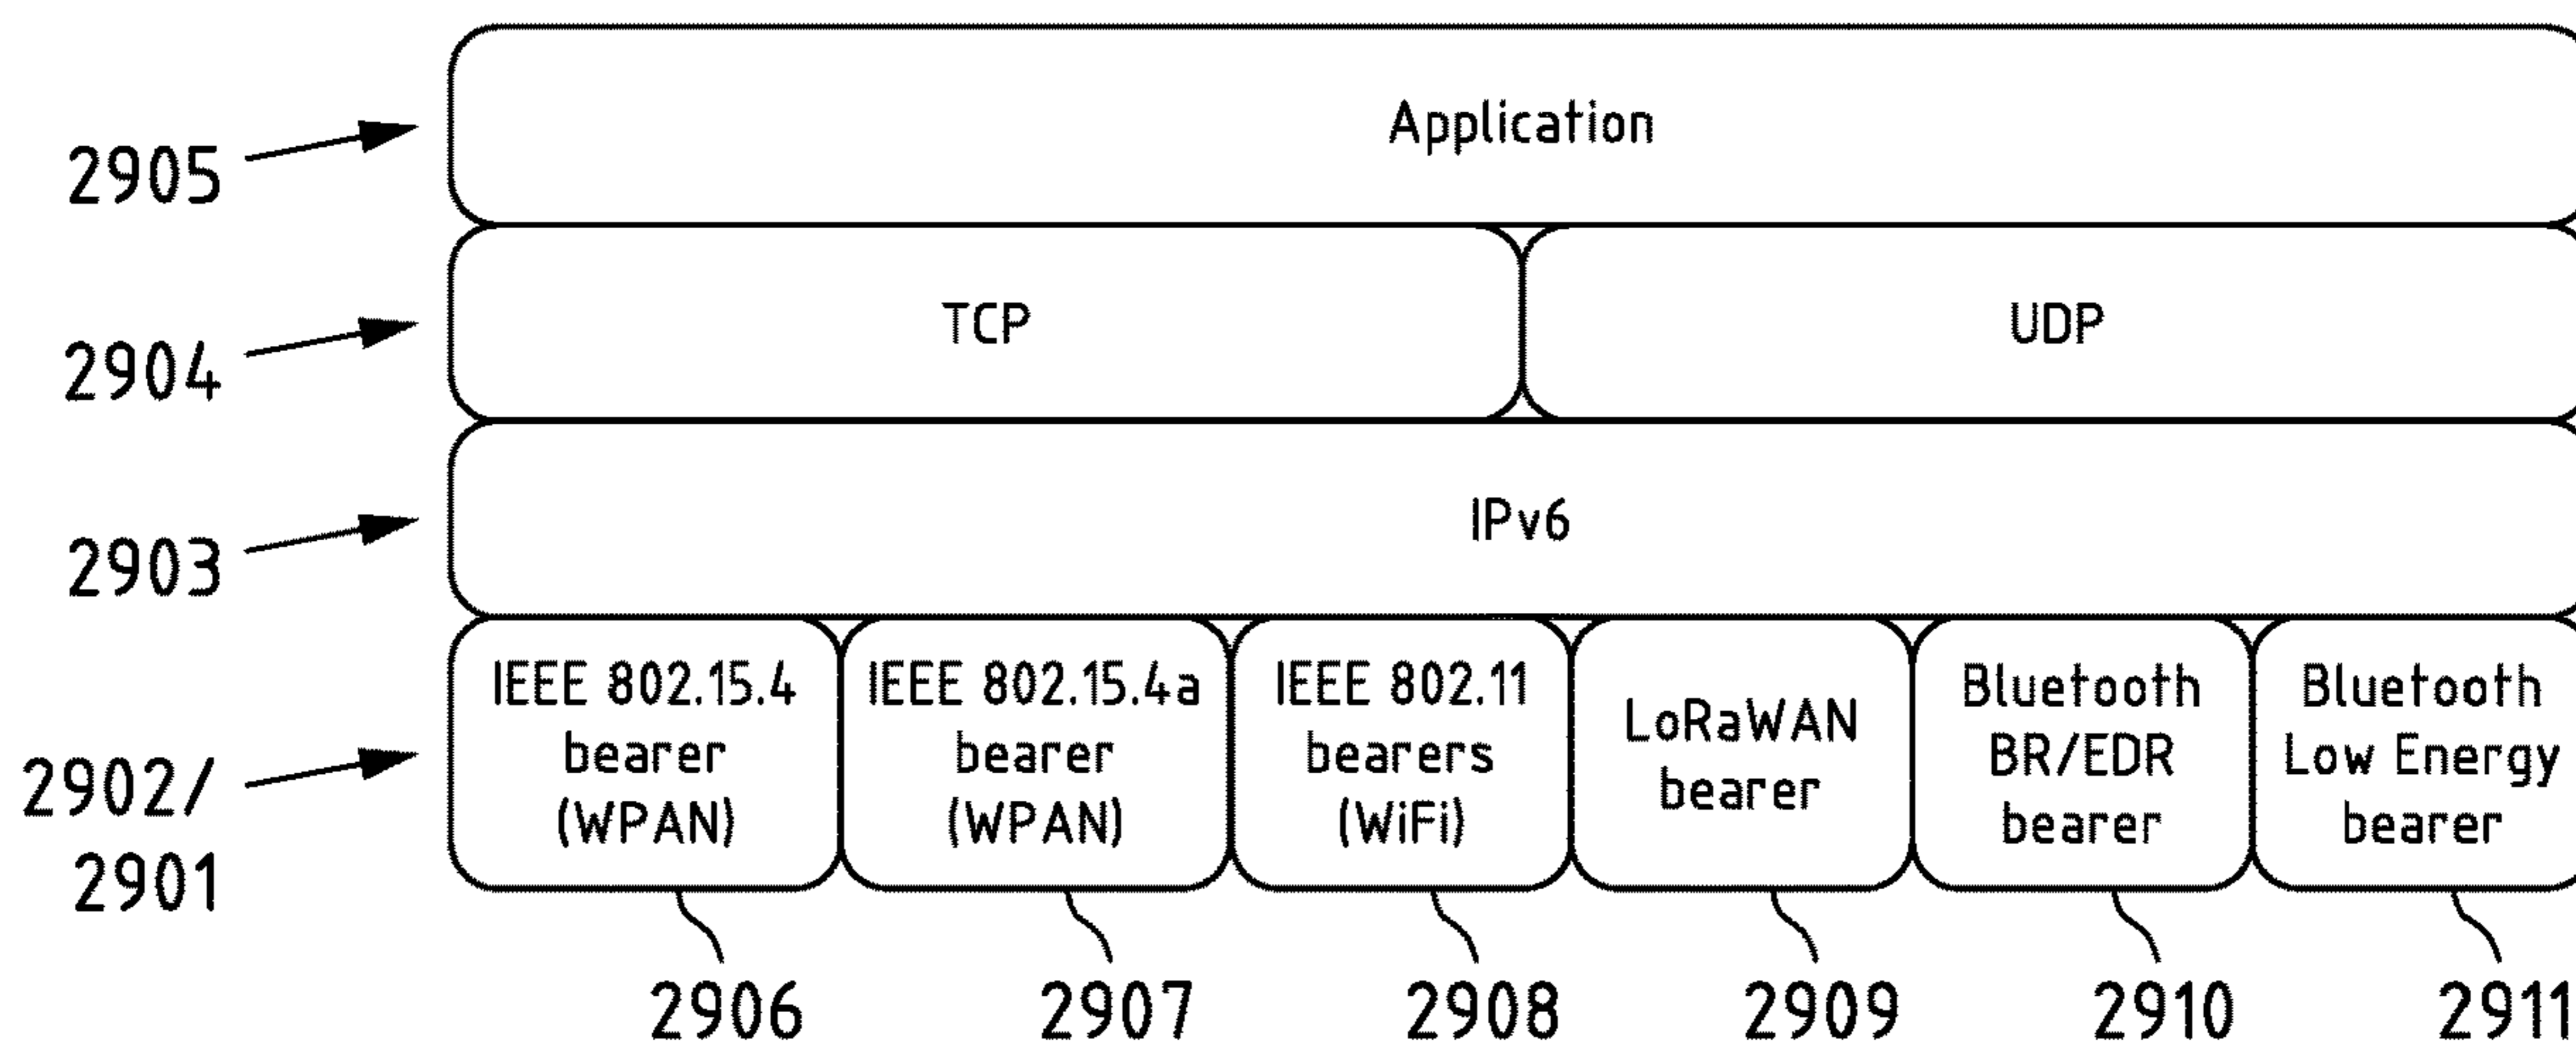 Application
2905
TCP
UDP
2904
IPv6
2903
IEEE 802.15.4
bearer
(WPAN)
IEEE 802.15.4a
bearer
(WPAN)
IEEE 802.11
bearers
(WiFi)
LoRaWAN
bearer
Bluetooth
BR/EDR
bearer
Bluetooth
Low Energy
bearer
2902/
2901
2906
2907
2908
2909
2910
2911